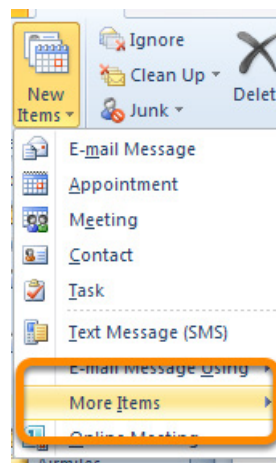 Ignore
Clean Up
Junk
New
Items
Delet
E-mail Message
Appointment
Meeting
Contact
Task
Text Message (SMS)
E-mail Message Using
More Items
Online Meeting